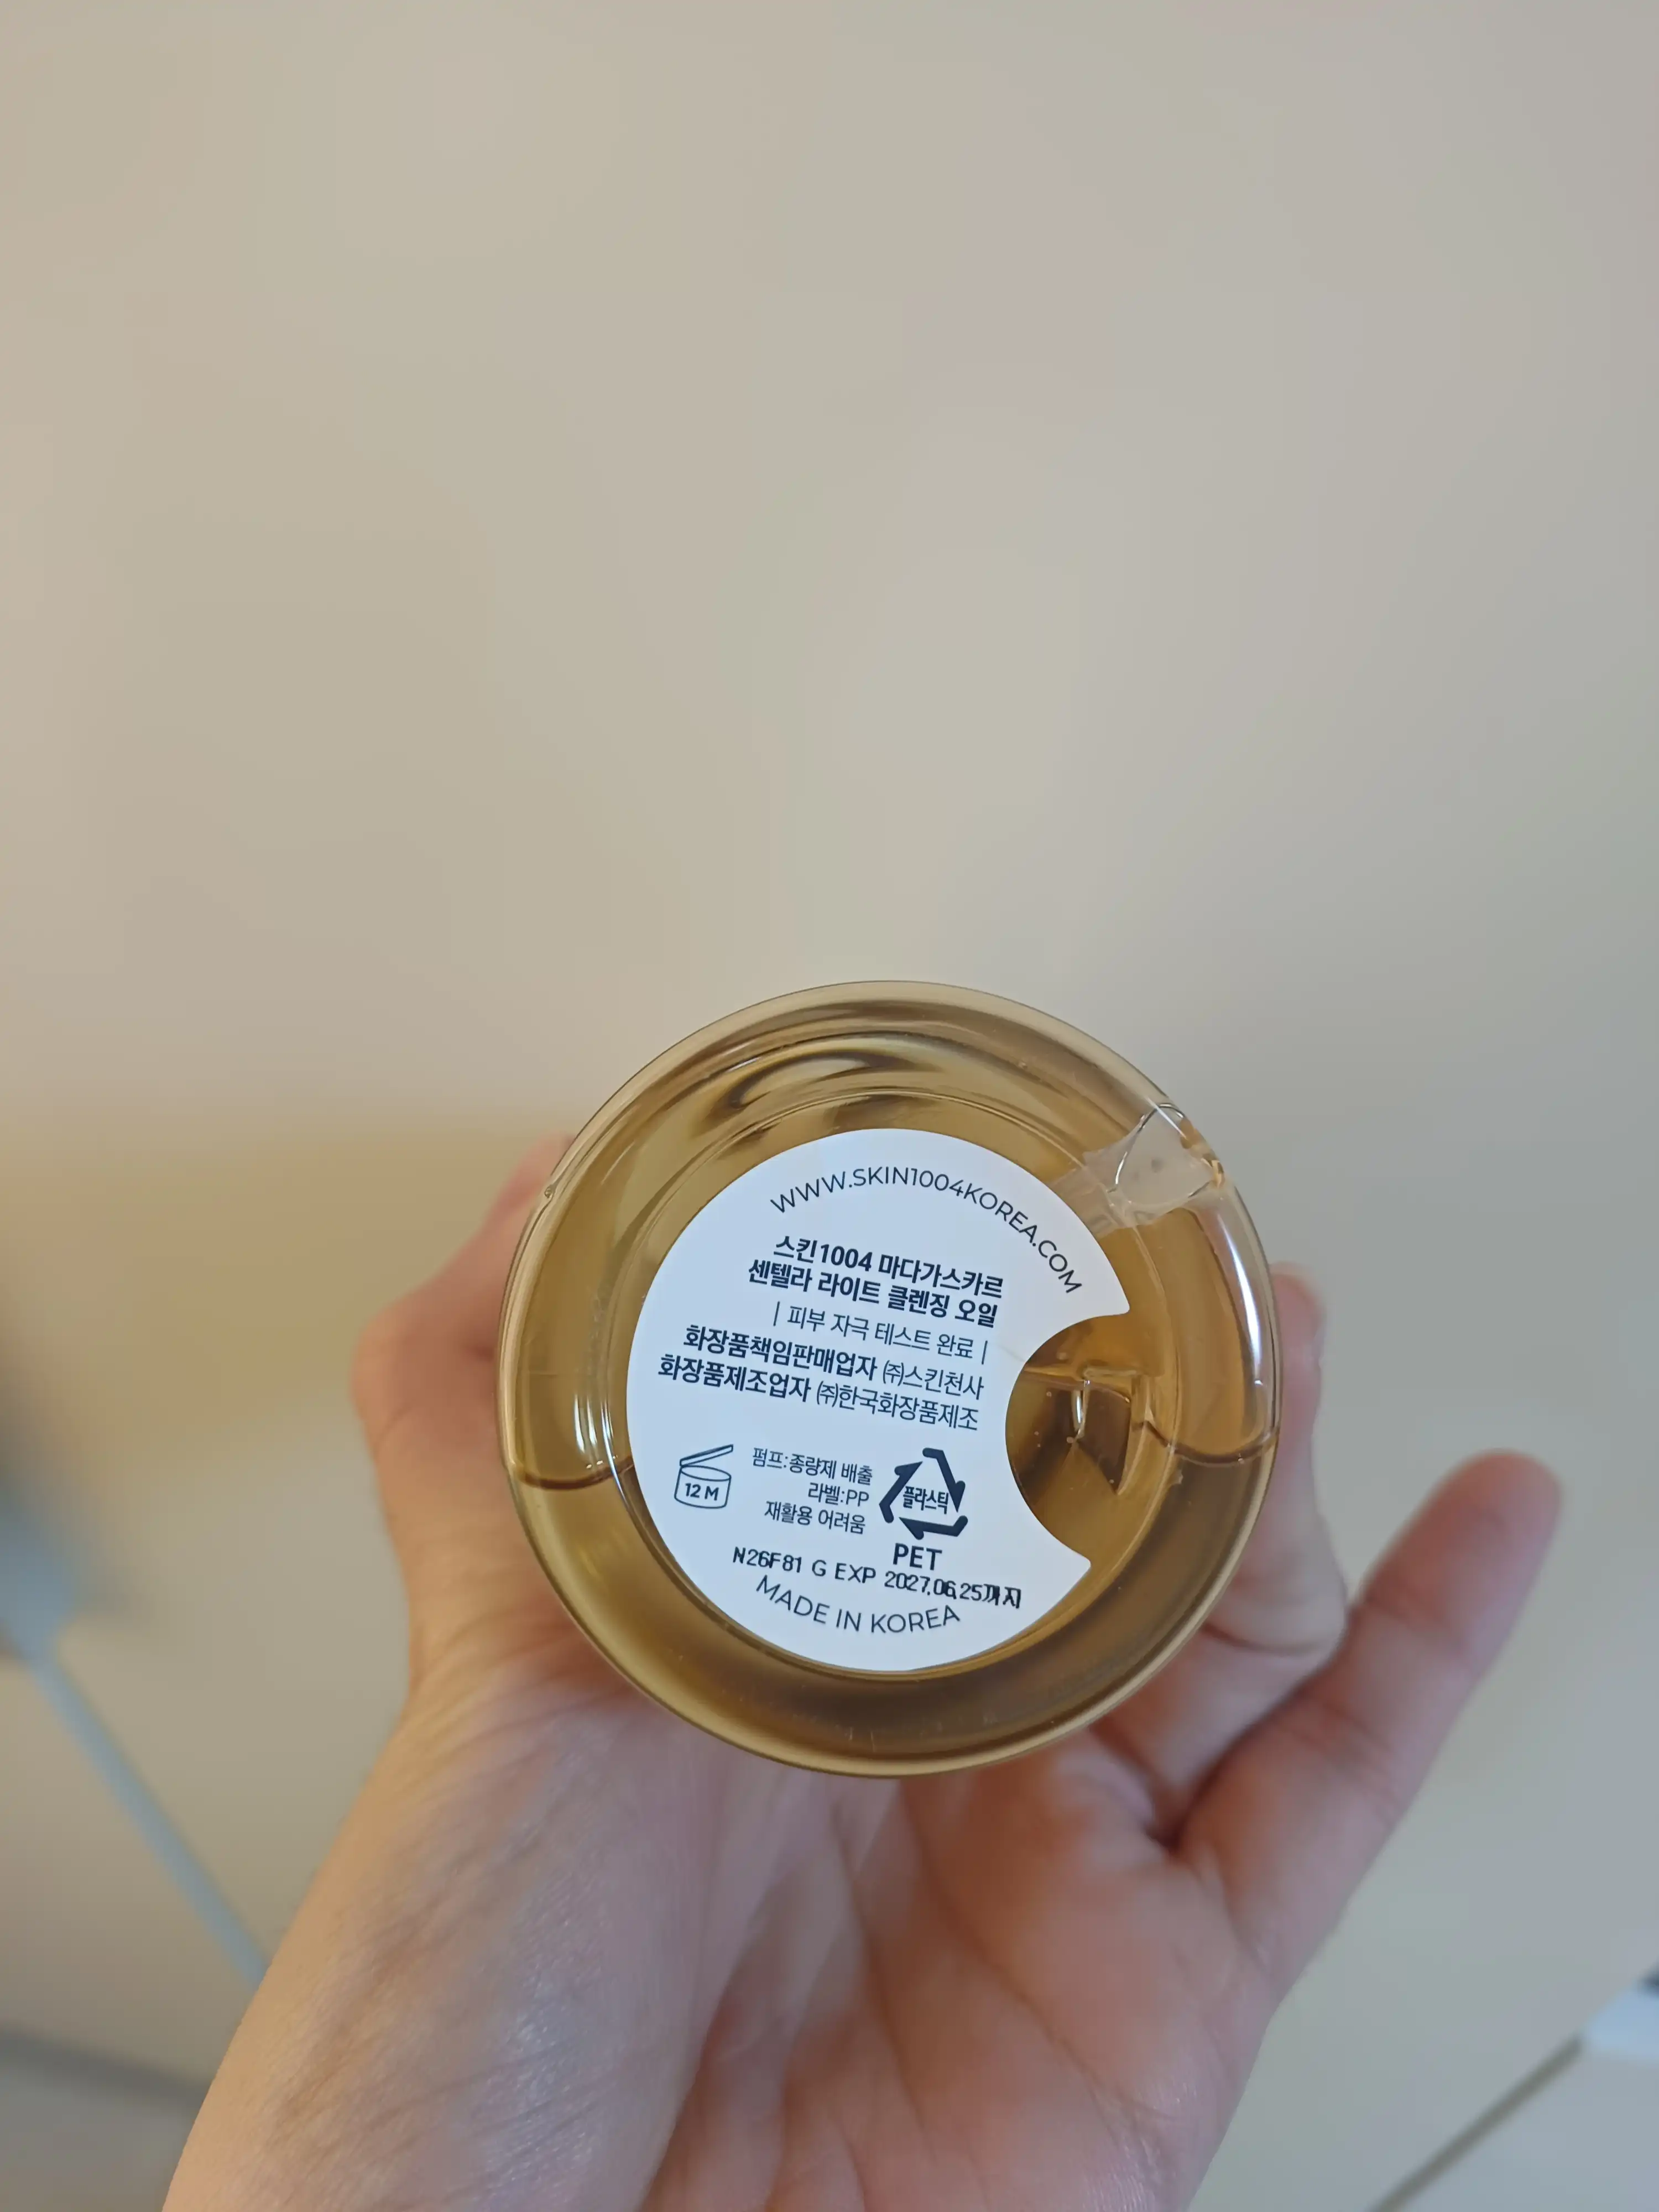 WWW.SKIN1004KOREA.COM
스킨1004 마다가스카르
센텔라 라이트 클렌징 오일
| 피부 자극 테스트 완료 |
화장품책임판매업자 ㈜스킨천사
화장품제조업자 ㈜한국화장품제조
12 M
펌프:종량제 배출
라벨:PP
재활용 어려움
플라스틱
PET
N26F81 G EXP 2027.06.25까지
MADE IN KOREA